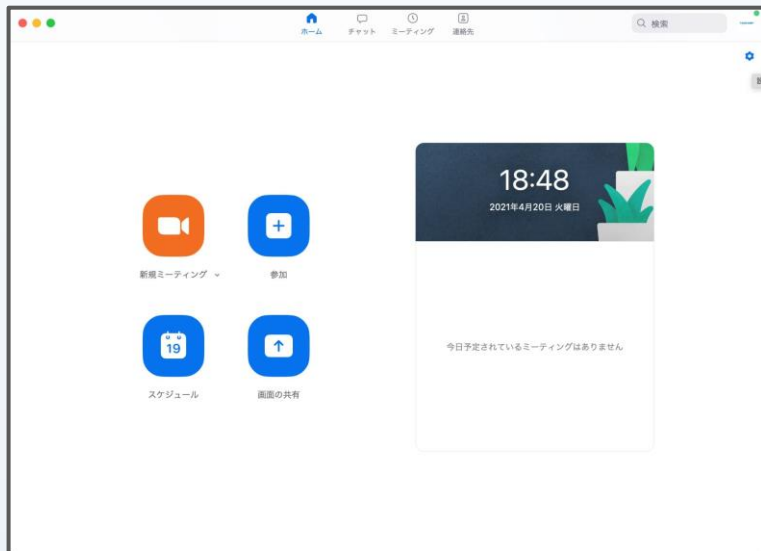 ホーム
チャット
ミーティング
連絡先
検索
18:48
2021年4月20日 火曜日
新規ミーティング
参加
19
スケジュール
画面の共有
今日予定されているミーティングはありません